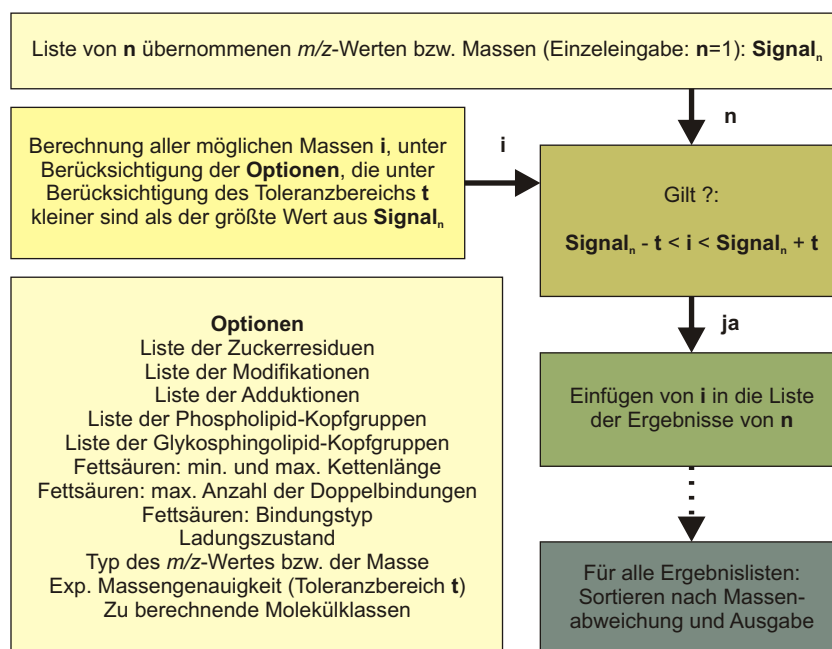 Liste von n übernommenen m/z-Werten bzw. Massen (Einzeleingabe: n=1): Signalₙ
n
Berechnung aller möglichen Massen i, unter
Berücksichtigung der Optionen, die unter
Berücksichtigung des Toleranzbereichs t
kleiner sind als der größte Wert aus Signalₙ
i
Gilt ?:
Signalₙ - t < i < Signalₙ + t
ja
Optionen
Liste der Zuckerresiduen
Liste der Modifikationen
Liste der Adduktionen
Liste der Phospholipid-Kopfgruppen
Liste der Glykosphingolipid-Kopfgruppen
Fettsäuren: min. und max. Kettenlänge
Fettsäuren: max. Anzahl der Doppelbindungen
Fettsäuren: Bindungstyp
Ladungszustand
Typ des m/z-Wertes bzw. der Masse
Exp. Massengenauigkeit (Toleranzbereich t)
Zu berechnende Molekülklassen
Einfügen von i in die Liste
der Ergebnisse von n
Für alle Ergebnislisten:
Sortieren nach Massen-
abweichung und Ausgabe